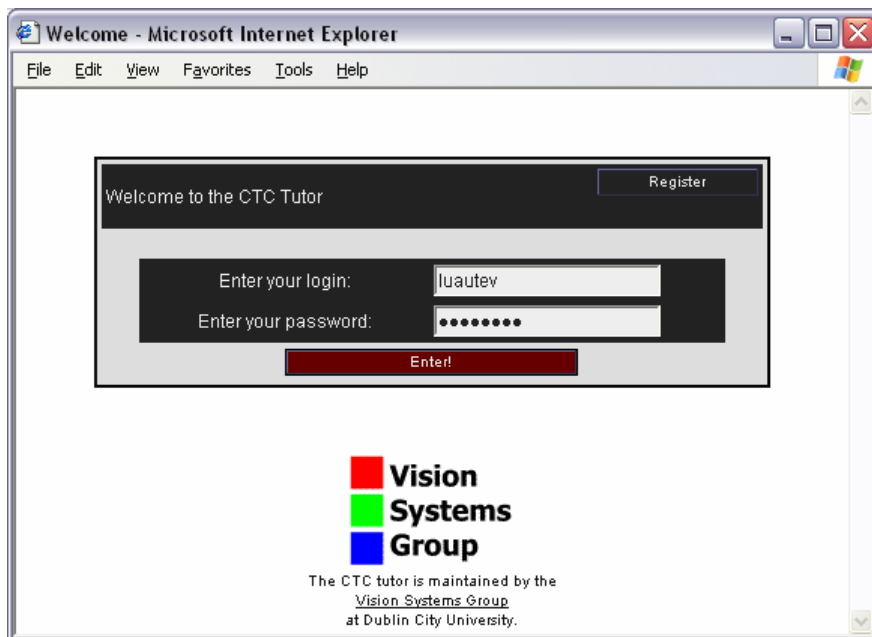 Welcome - Microsoft Internet Explorer
File Edit View Favorites Tools Help
Register
Welcome to the CTC Tutor
Enter your login: luautev
Enter your password: ●●●●●●●●
Enter!
Vision
Systems
Group
The CTC tutor is maintained by the
Vision Systems Group
at Dublin City University.